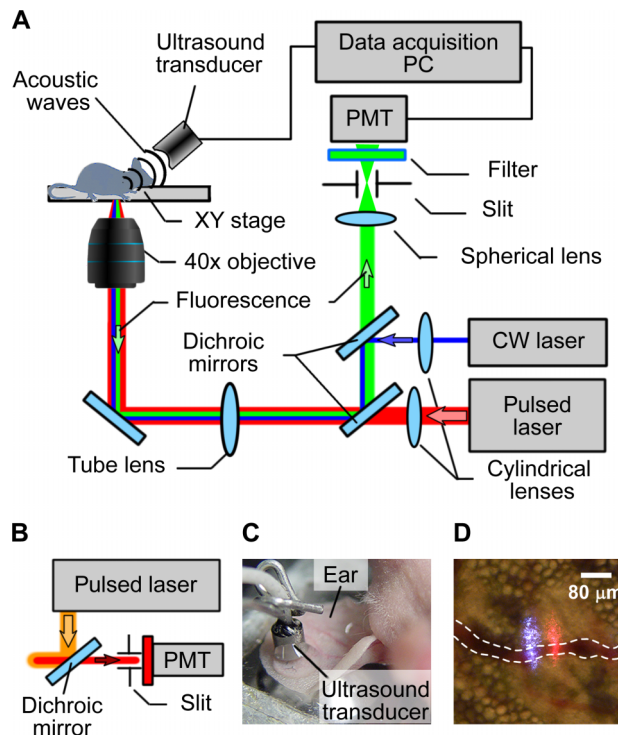 A
Ultrasound
transducer
Data acquisition
PC
Acoustic
waves
PMT
Filter
XY stage
Slit
40x objective
Spherical lens
Fluorescence
Dichroic
mirrors
CW laser
Pulsed
laser
Tube lens
Cylindrical
lenses
B
Pulsed laser
PMT
Dichroic
mirror
Slit
C
Ear
Ultrasound
transducer
D
80 μm